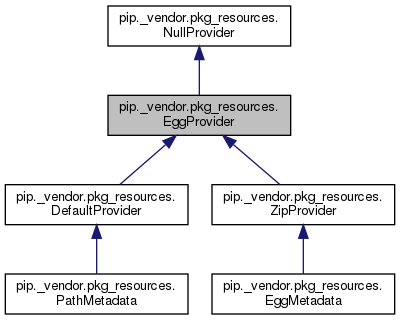 pip._vendor.pkg_resources.
NullProvider
pip._vendor.pkg_resources.
EggProvider
pip._vendor.pkg_resources.
DefaultProvider
pip._vendor.pkg_resources.
ZipProvider
pip._vendor.pkg_resources.
PathMetadata
pip._vendor.pkg_resources.
EggMetadata